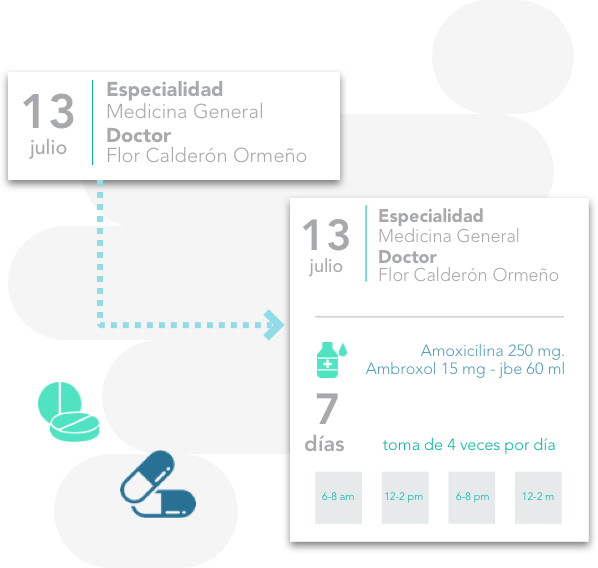 13
julio
Especialidad
Medicina General
Doctor
Flor Calderón Ormeño
13
julio
Especialidad
Medicina General
Doctor
Flor Calderón Ormeño
Amoxicilina 250 mg.
Ambroxol 15 mg - jbe 60 ml
7
días
toma de 4 veces por día
6-8 am
12-2 pm
6-8 pm
12-2 m